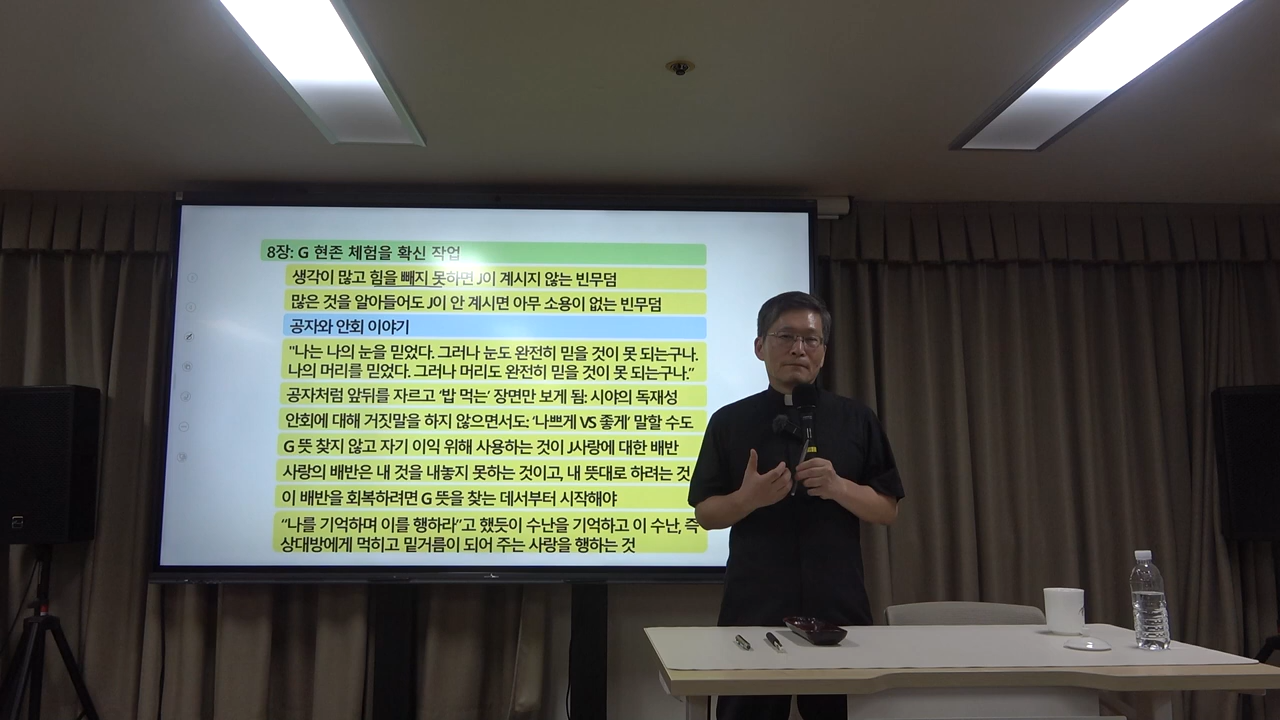 8장: G 현존 체험을 확신 작업
생각이 많고 힘을 빼지 못하면 J이 계시지 않는 빈무덤
많은 것을 알아들어도 J이 안 계시면 아무 소용이 없는 빈무덤
공자와 안회 이야기
"나는 나의 눈을 믿었다. 그러나 눈도 완전히 믿을 것이 못 되는구나.
나의 머리를 믿었다. 그러나 머리도 완전히 믿을 것이 못 되는구나.”
공자처럼 앞뒤를 자르고 ‘밥 먹는’ 장면만 보게 됨: 시야의 독재성
안회에 대해 거짓말을 하지 않으면서도: ‘나쁘게 VS 좋게’ 말할 수도
G 뜻 찾지 않고 자기 이익 위해 사용하는 것이 J사랑에 대한 배반
사랑의 배반은 내 것을 내놓지 못하는 것이고, 내 뜻대로 하려는 것
이 배반을 회복하려면 G 뜻을 찾는 데서부터 시작해야
“나를 기억하며 이를 행하라”고 했듯이 수난을 기억하고 이 수난, 즉
상대방에게 먹히고 밑거름이 되어 주는 사랑을 행하는 것